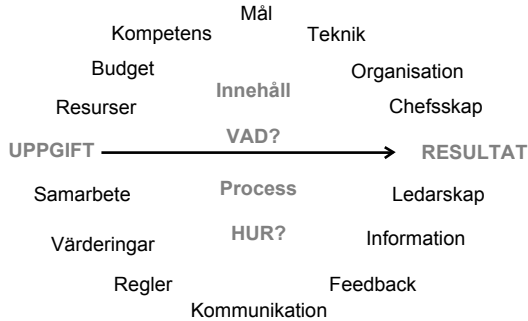 Mål
Kompetens Teknik
Budget Organisation
Innehåll
Resurser Chefsskap
VAD?
UPPGIFT RESULTAT
Samarbete Process Ledarskap
Värderingar HUR? Information
Regler Feedback
Kommunikation